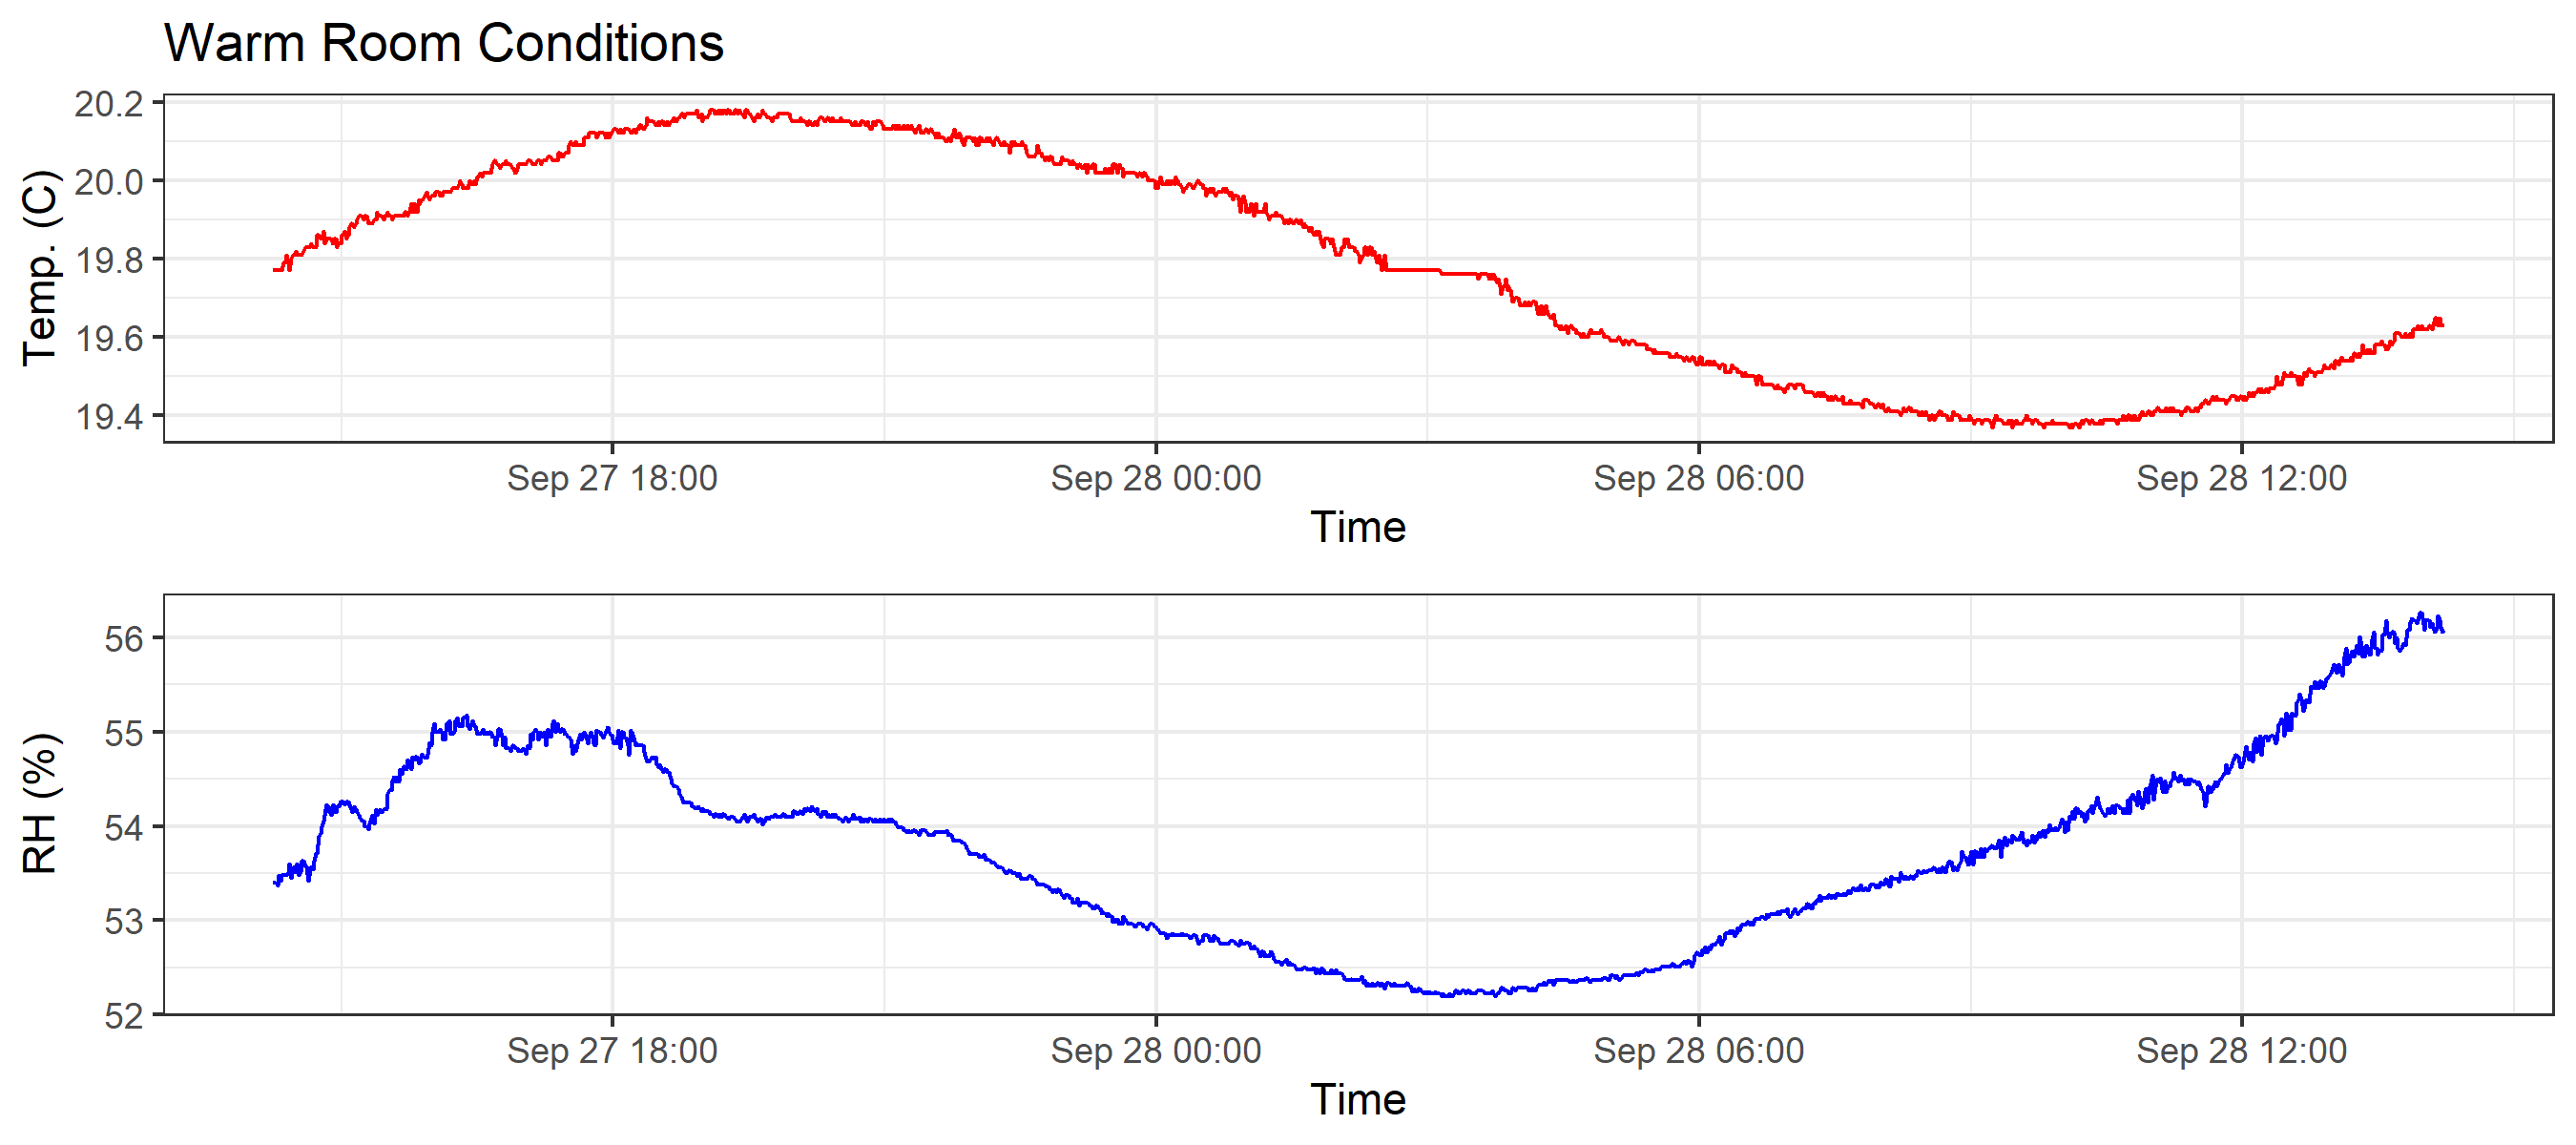 Warm Room Conditions
Temp. (C)
20.2
20.0
19.8
19.6
19.4
Sep 27 18:00 Sep 28 00:00 Sep 28 06:00 Sep 28 12:00
Time
RH (%)
56
55
54
53
52
Sep 27 18:00 Sep 28 00:00 Sep 28 06:00 Sep 28 12:00
Time